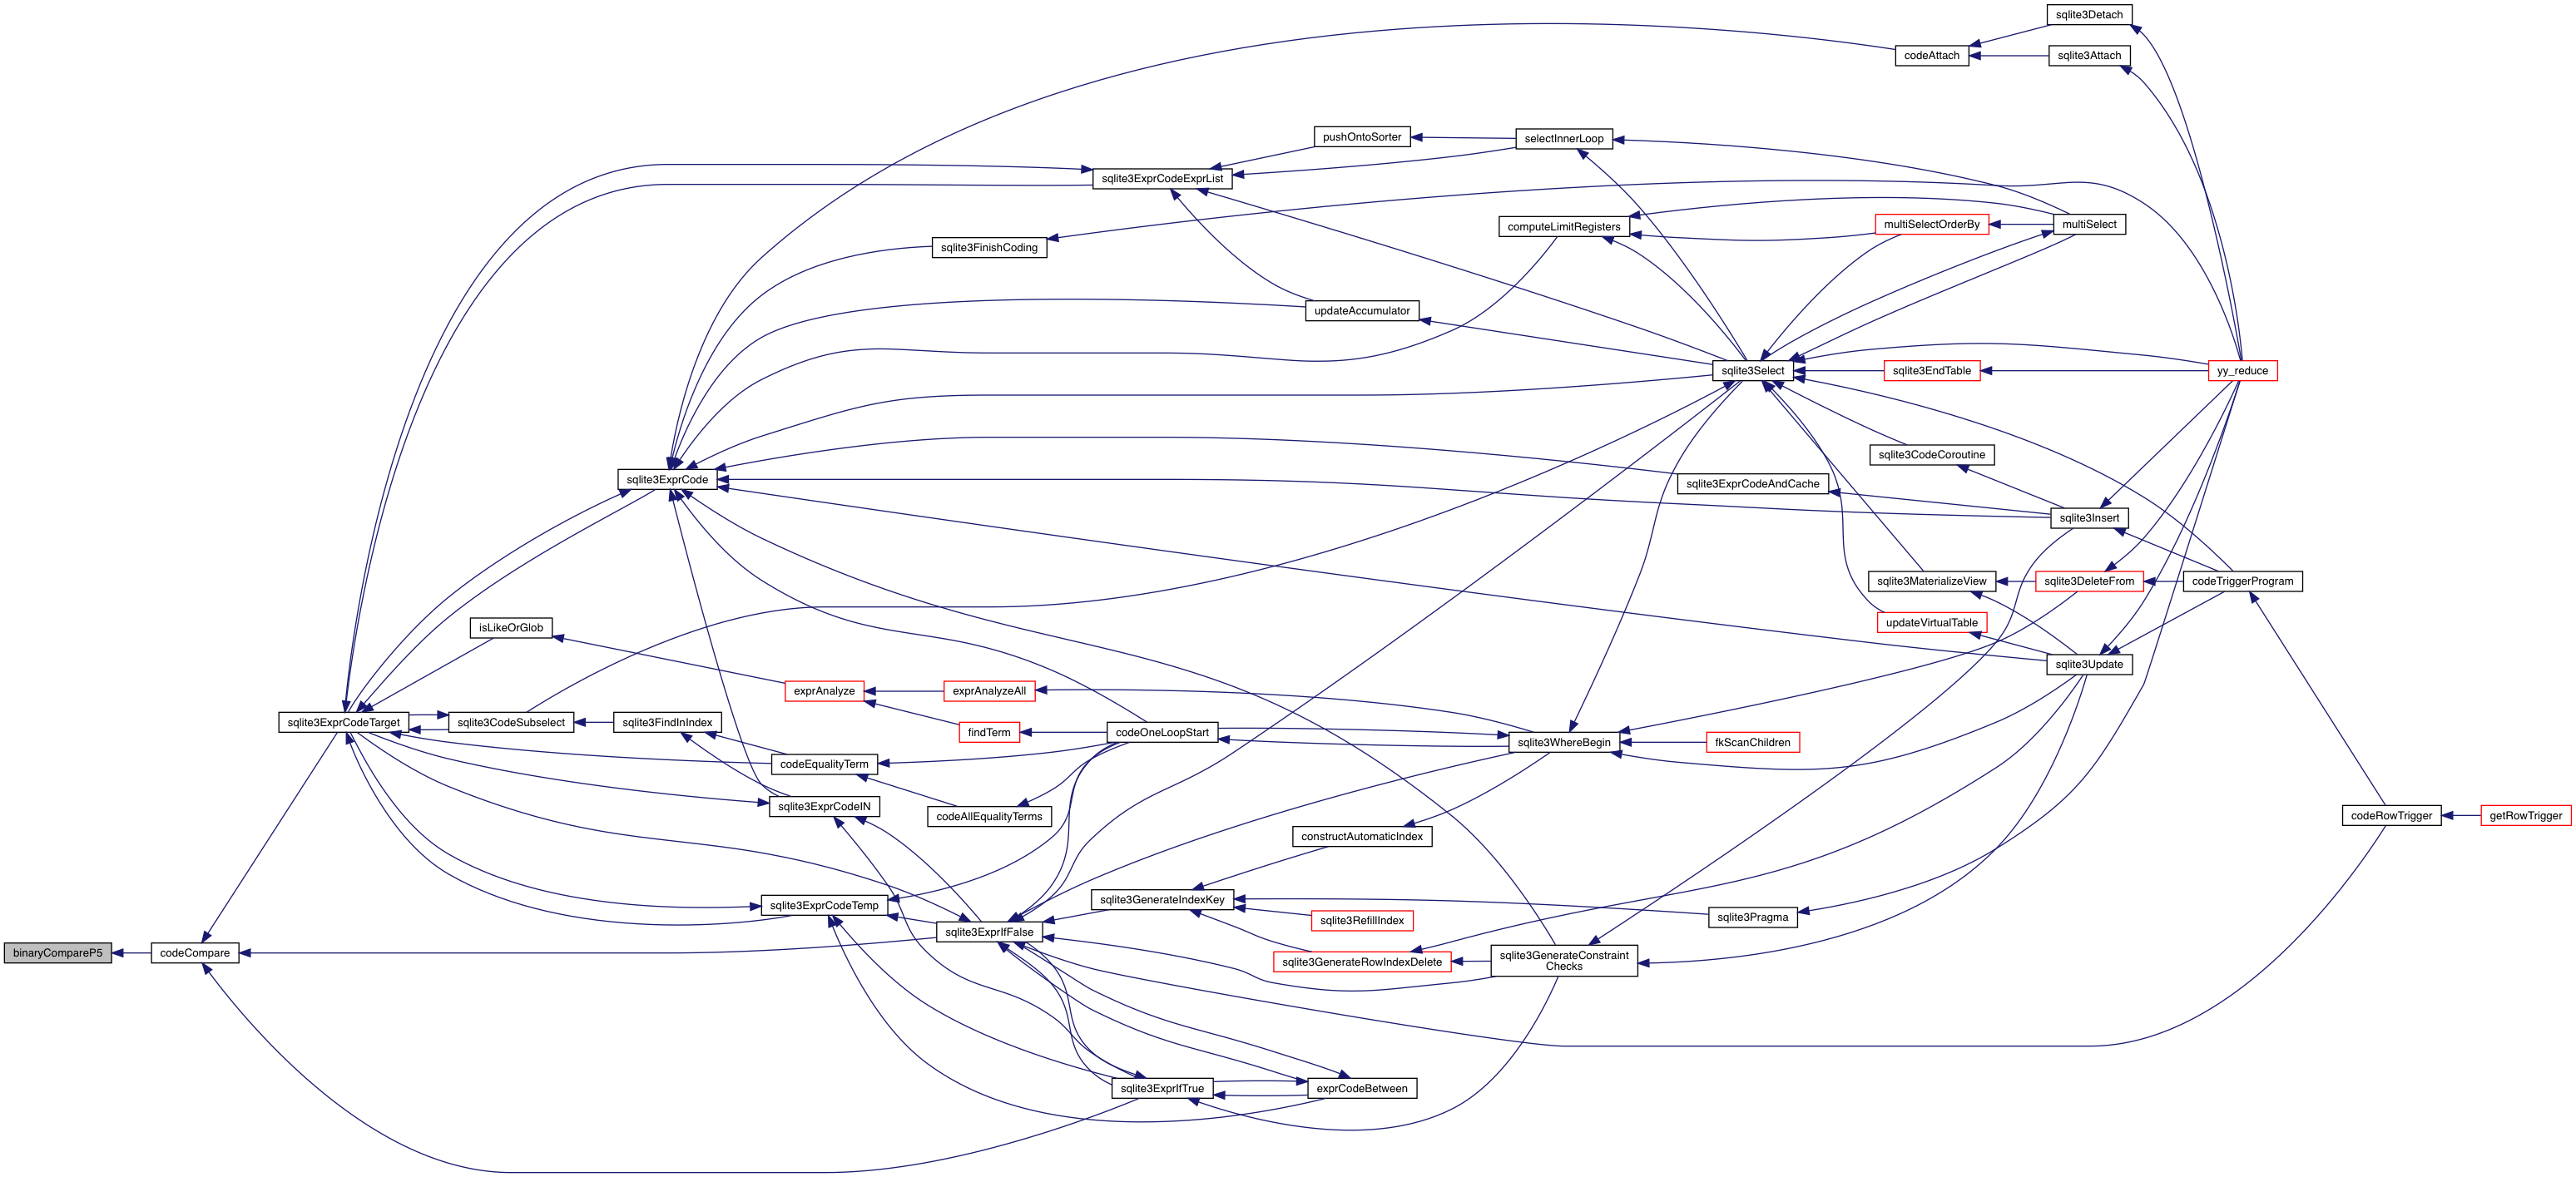 sqlite3Detach
codeAttach
sqlite3Attach
pushOntoSorter
selectInnerLoop
sqlite3ExprCodeExprList
computeLimitRegisters
multiSelectOrderBy
multiSelect
sqlite3FinishCoding
updateAccumulator
sqlite3Select
sqlite3EndTable
yy_reduce
sqlite3CodeCoroutine
sqlite3ExprCode
sqlite3ExprCodeAndCache
sqlite3Insert
sqlite3MaterializeView
sqlite3DeleteFrom
codeTriggerProgram
isLikeOrGlob
updateVirtualTable
sqlite3Update
exprAnalyze
exprAnalyzeAll
sqlite3ExprCodeTarget
sqlite3CodeSubselect
sqlite3FindInIndex
findTerm
codeOneLoopStart
sqlite3WhereBegin
fkScanChildren
codeEqualityTerm
sqlite3ExprCodeIN
codeAllEqualityTerms
codeRowTrigger
getRowTrigger
constructAutomaticIndex
sqlite3ExprCodeTemp
sqlite3GenerateIndexKey
sqlite3RefillIndex
sqlite3Pragma
sqlite3ExprIfFalse
binaryCompareP5
codeCompare
sqlite3GenerateRowIndexDelete
sqlite3GenerateConstraint
Checks
sqlite3ExprIfTrue
exprCodeBetween